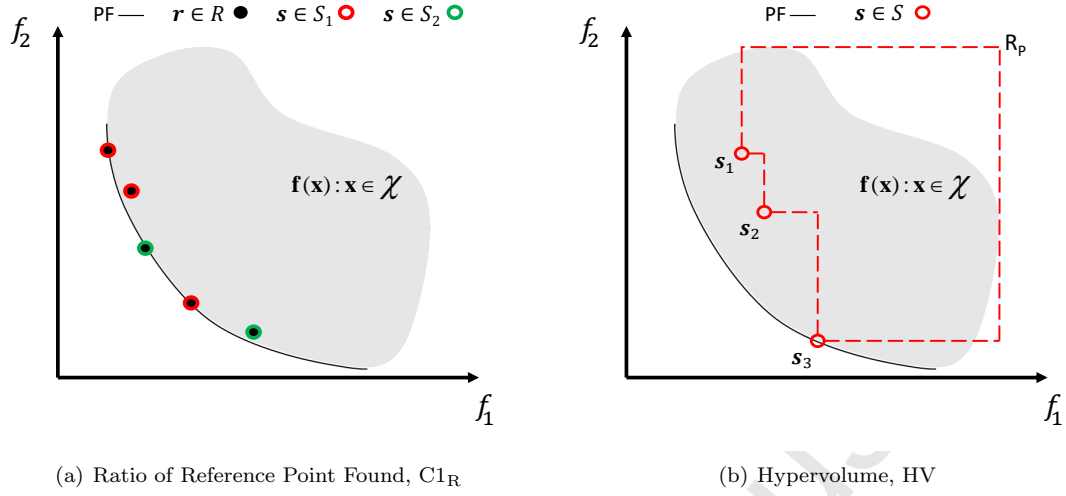 PF — r ∈ R s ∈ S1 s ∈ S2
f2
f(x) : x ∈ χ
f1
(a) Ratio of Reference Point Found, C1R
PF — s ∈ S
f2
RP
s1
f(x) : x ∈ χ
s2
s3
f1
(b) Hypervolume, HV